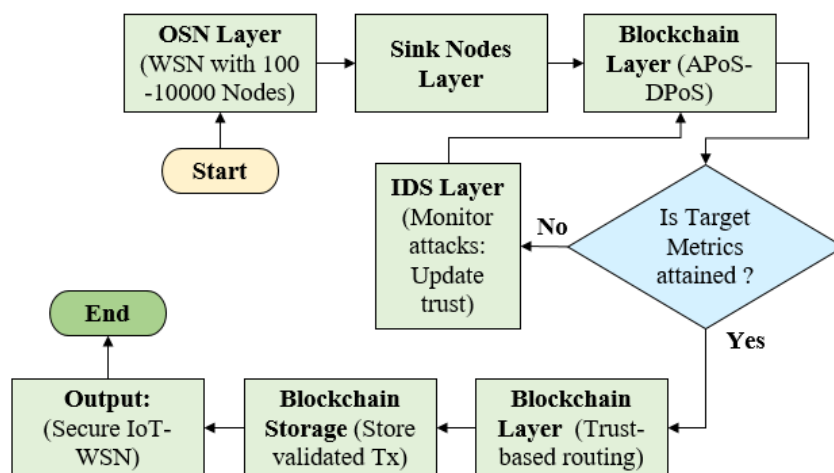 OSN Layer
(WSN with 100
-10000 Nodes)
Sink Nodes
Layer
Blockchain
Layer (APoS-
DPoS)
Start
IDS Layer
(Monitor
attacks:
Update
trust)
No
Is Target
Metrics
attained ?
Yes
End
Output:
(Secure IoT-
WSN)
Blockchain
Storage (Store
validated Tx)
Blockchain
Layer (Trust-
based routing)